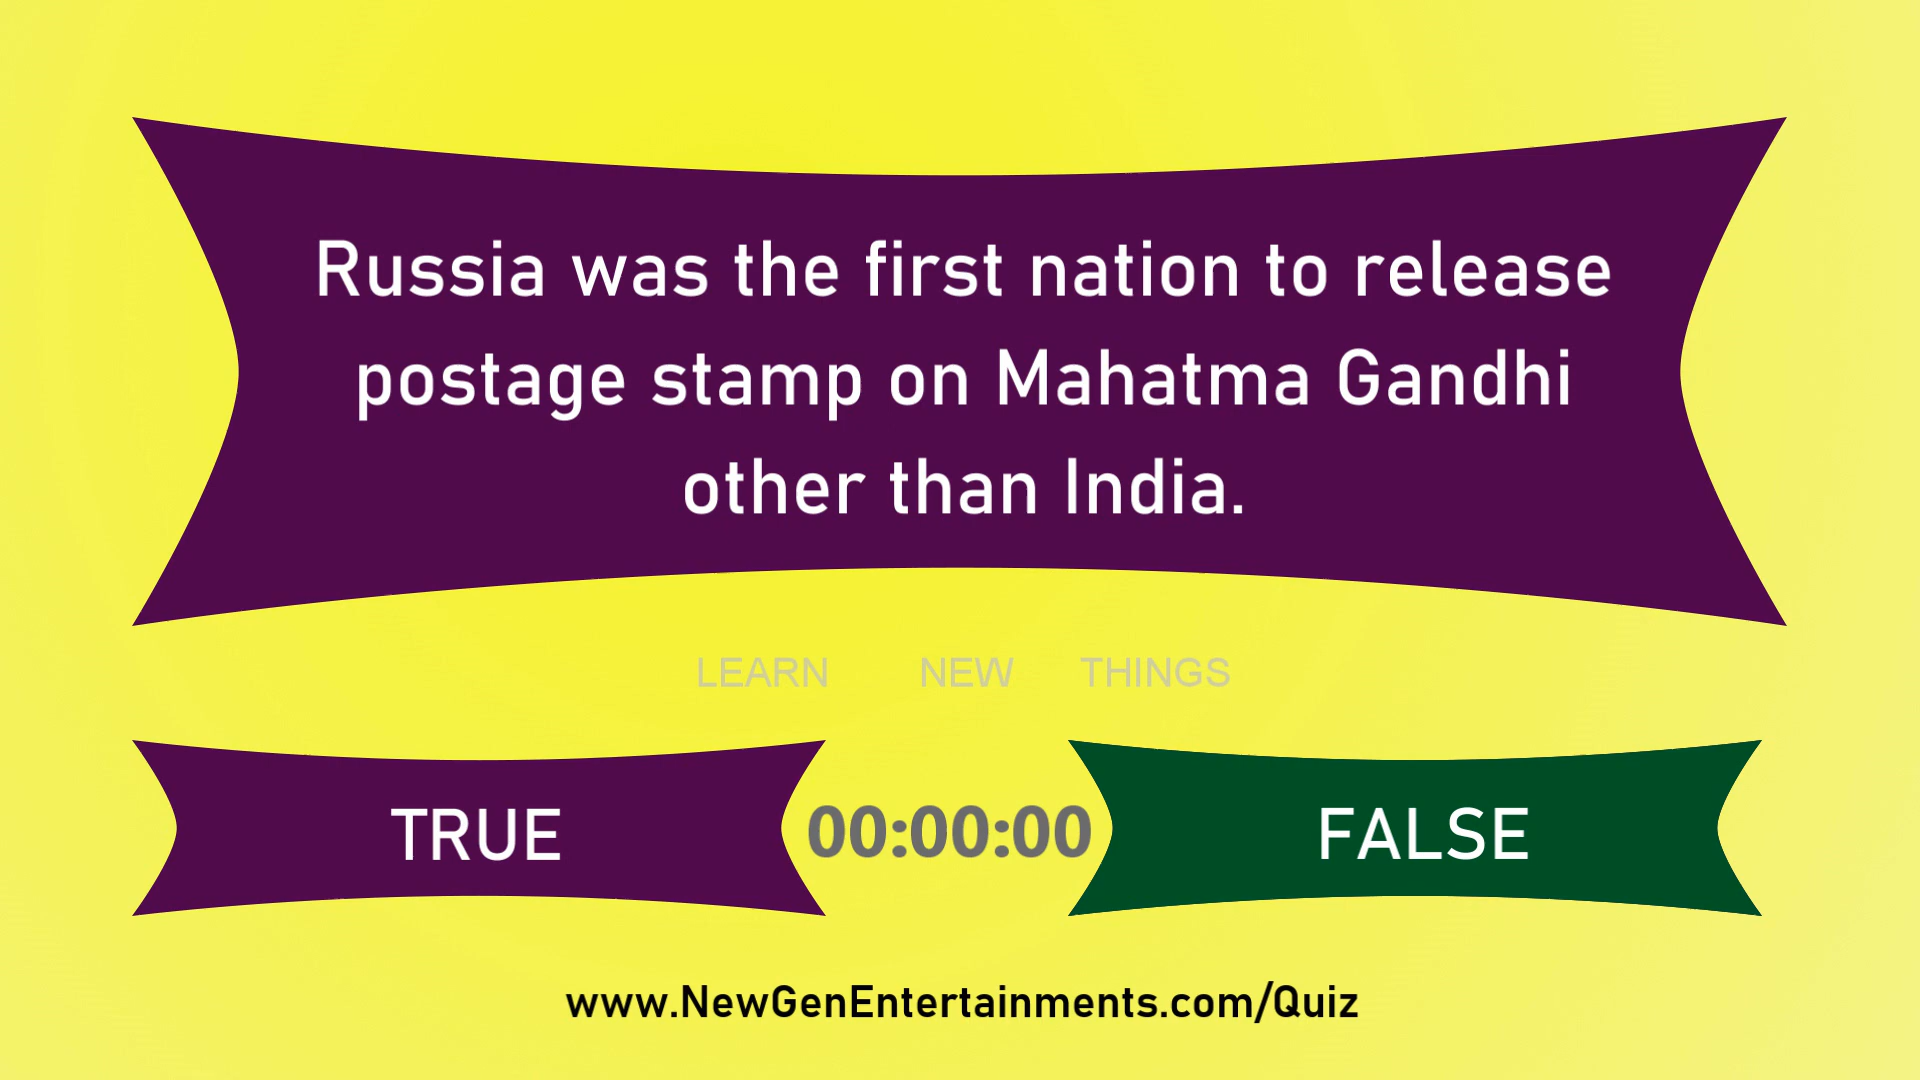 Russia was the first nation to release
postage stamp on Mahatma Gandhi
other than India.
LEARN NEW THINGS
TRUE
00:00:00
FALSE
www.NewGenEntertainments.com/Quiz